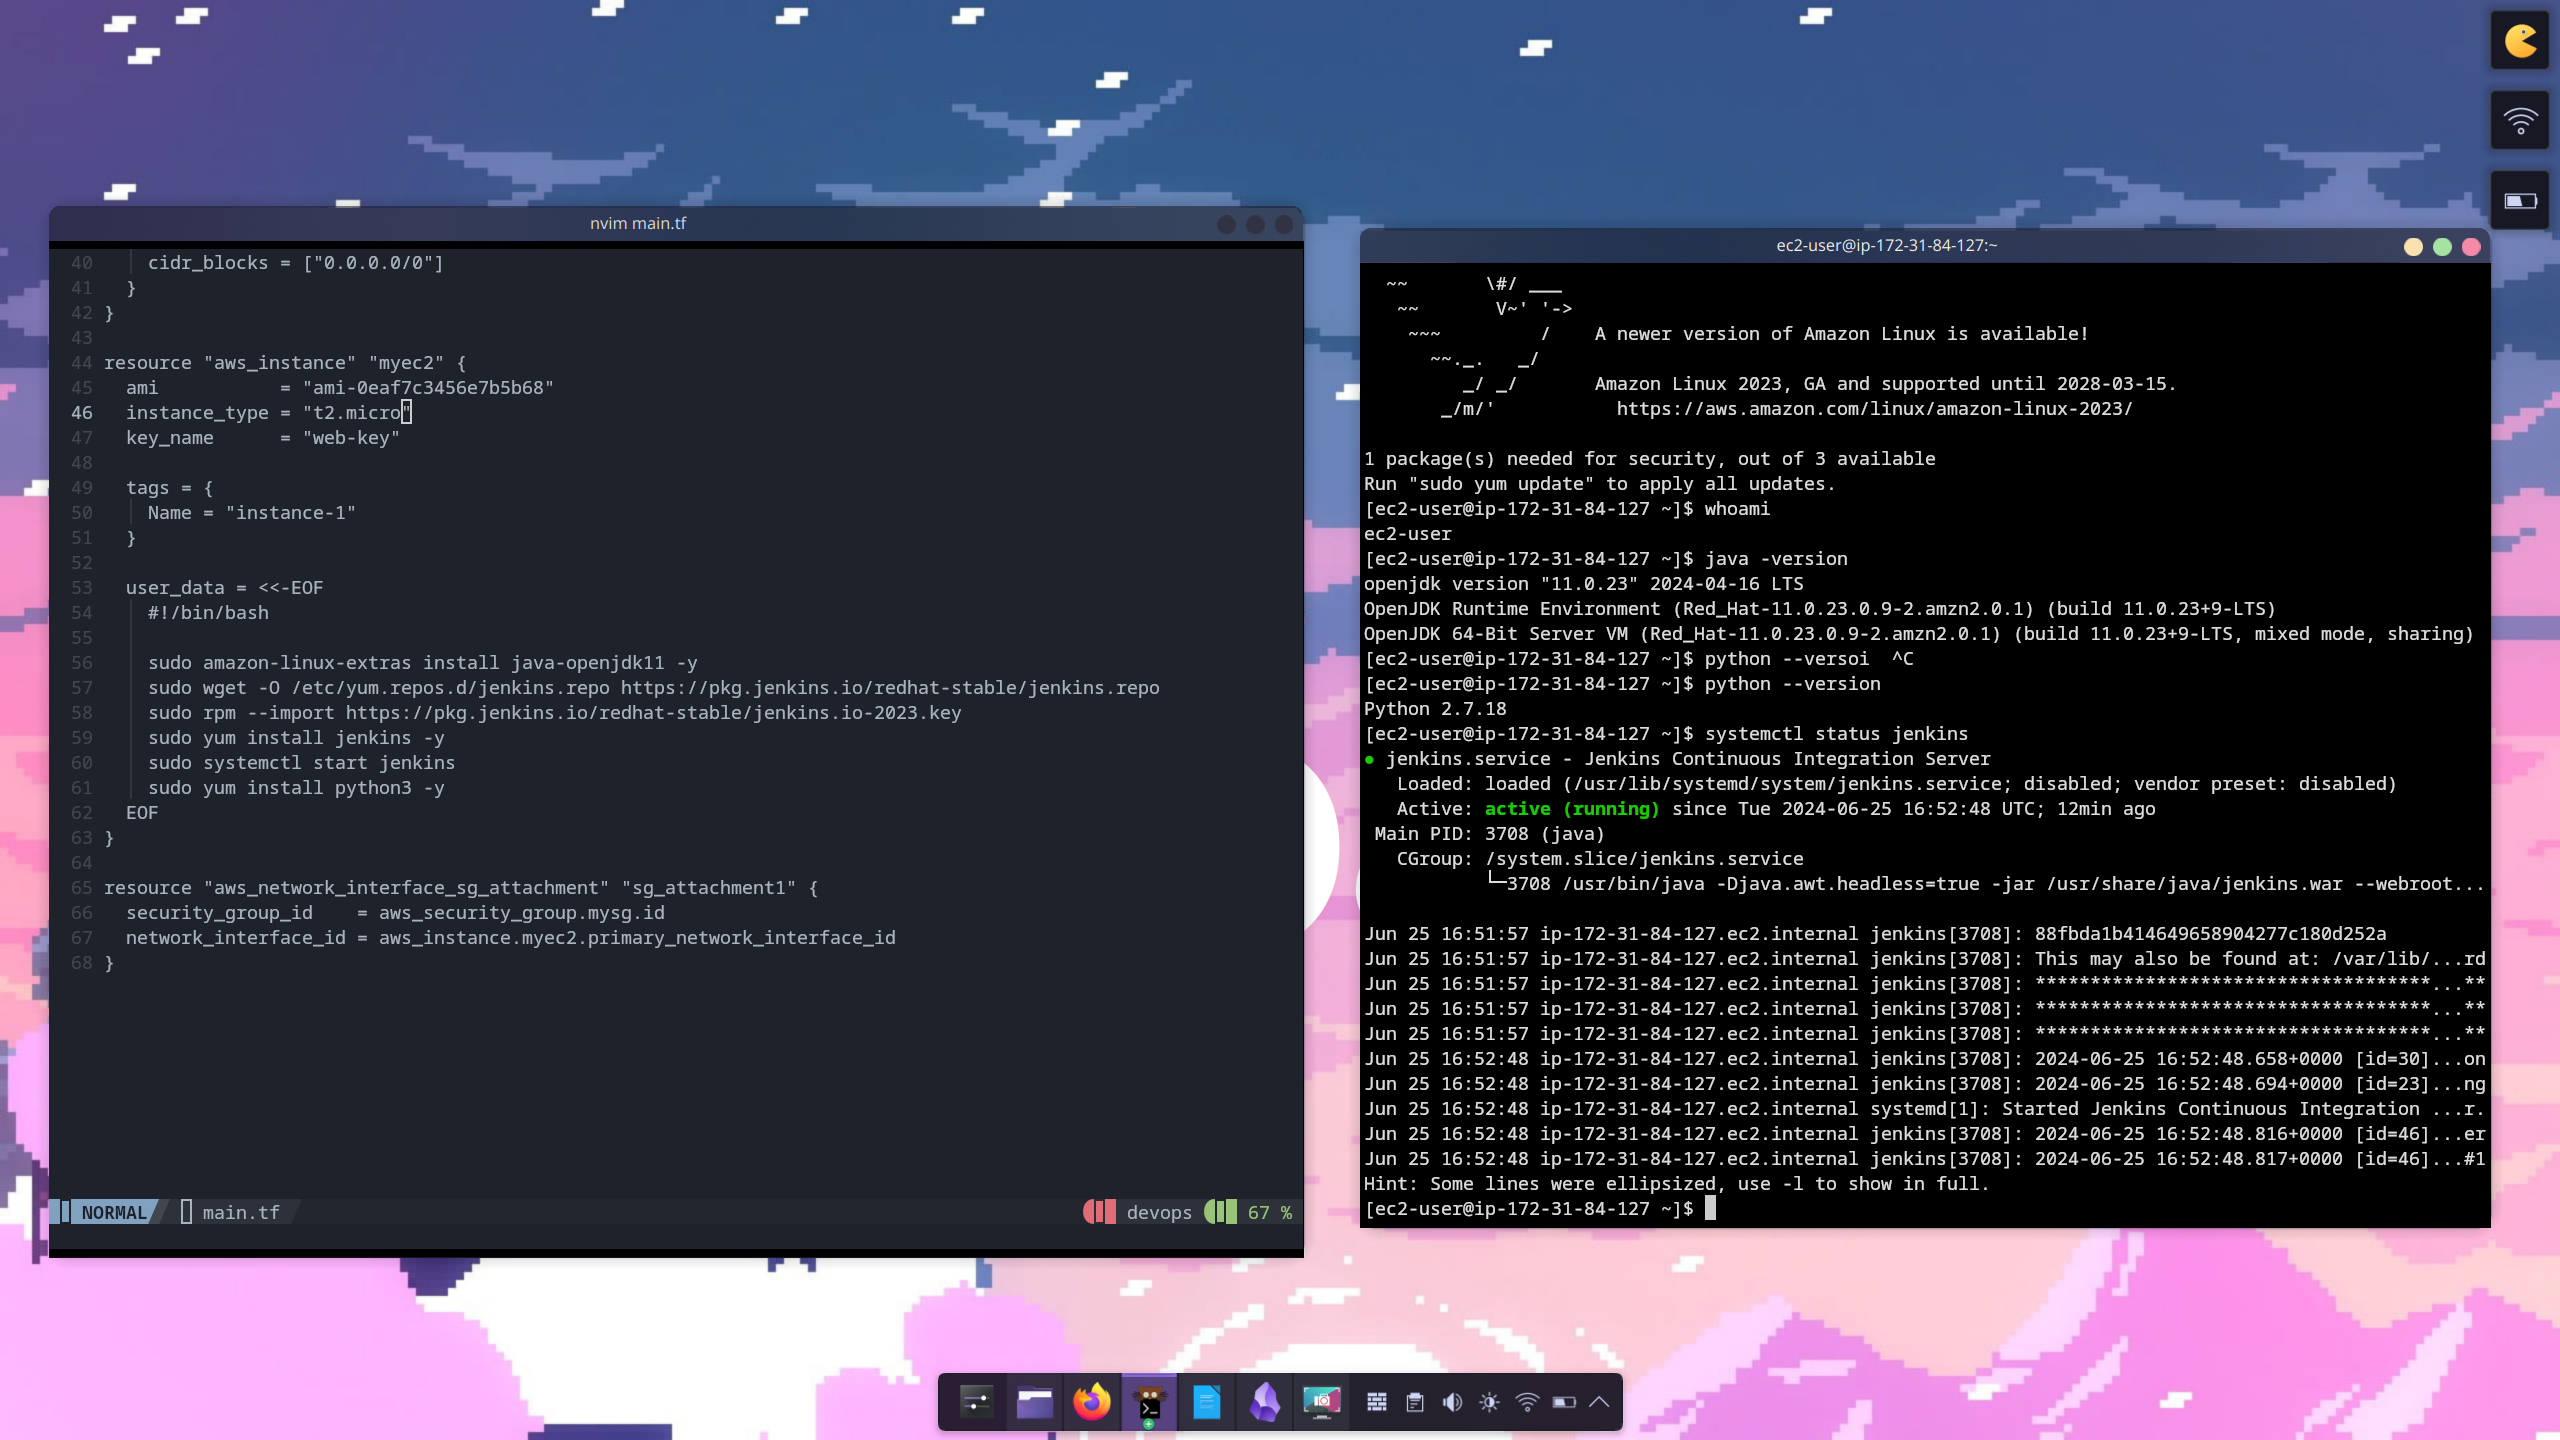 nvim main.tf
40 cidr_blocks = ["0.0.0.0/0"]
41 }
42 }
43
44 resource "aws_instance" "myec2" {
45 ami = "ami-0eaf7c3456e7b5b68"
46 instance_type = "t2.micro"
47 key_name = "web-key"
48
49 tags = {
50 Name = "instance-1"
51 }
52
53 user_data = <<-EOF
54 #!/bin/bash
55
56 sudo amazon-linux-extras install java-openjdk11 -y
57 sudo wget -O /etc/yum.repos.d/jenkins.repo https://pkg.jenkins.io/redhat-stable/jenkins.repo
58 sudo rpm --import https://pkg.jenkins.io/redhat-stable/jenkins.io-2023.key
59 sudo yum install jenkins -y
60 sudo systemctl start jenkins
61 sudo yum install python3 -y
62 EOF
63 }
64
65 resource "aws_network_interface_sg_attachment" "sg_attachment1" {
66 security_group_id = aws_security_group.mysg.id
67 network_interface_id = aws_instance.myec2.primary_network_interface_id
68 }
NORMAL main.tf devops 67 %
ec2-user@ip-172-31-84-127:~
~~ \#/ ___
~~ V~' '->
~~~ / A newer version of Amazon Linux is available!
~~._. _/
_/ _/ Amazon Linux 2023, GA and supported until 2028-03-15.
_/m/' https://aws.amazon.com/linux/amazon-linux-2023/
1 package(s) needed for security, out of 3 available
Run "sudo yum update" to apply all updates.
[ec2-user@ip-172-31-84-127 ~]$ whoami
ec2-user
[ec2-user@ip-172-31-84-127 ~]$ java -version
openjdk version "11.0.23" 2024-04-16 LTS
OpenJDK Runtime Environment (Red_Hat-11.0.23.0.9-2.amzn2.0.1) (build 11.0.23+9-LTS)
OpenJDK 64-Bit Server VM (Red_Hat-11.0.23.0.9-2.amzn2.0.1) (build 11.0.23+9-LTS, mixed mode, sharing)
[ec2-user@ip-172-31-84-127 ~]$ python --versoi ^C
[ec2-user@ip-172-31-84-127 ~]$ python --version
Python 2.7.18
[ec2-user@ip-172-31-84-127 ~]$ systemctl status jenkins
● jenkins.service - Jenkins Continuous Integration Server
Loaded: loaded (/usr/lib/systemd/system/jenkins.service; disabled; vendor preset: disabled)
Active: active (running) since Tue 2024-06-25 16:52:48 UTC; 12min ago
Main PID: 3708 (java)
CGroup: /system.slice/jenkins.service
└─3708 /usr/bin/java -Djava.awt.headless=true -jar /usr/share/java/jenkins.war --webroot...
Jun 25 16:51:57 ip-172-31-84-127.ec2.internal jenkins[3708]: 88fbda1b414649658904277c180d252a
Jun 25 16:51:57 ip-172-31-84-127.ec2.internal jenkins[3708]: This may also be found at: /var/lib/...rd
Jun 25 16:51:57 ip-172-31-84-127.ec2.internal jenkins[3708]: ************************************...**
Jun 25 16:51:57 ip-172-31-84-127.ec2.internal jenkins[3708]: ************************************...**
Jun 25 16:51:57 ip-172-31-84-127.ec2.internal jenkins[3708]: ************************************...**
Jun 25 16:52:48 ip-172-31-84-127.ec2.internal jenkins[3708]: 2024-06-25 16:52:48.658+0000 [id=30]...on
Jun 25 16:52:48 ip-172-31-84-127.ec2.internal jenkins[3708]: 2024-06-25 16:52:48.694+0000 [id=23]...ng
Jun 25 16:52:48 ip-172-31-84-127.ec2.internal systemd[1]: Started Jenkins Continuous Integration ...r.
Jun 25 16:52:48 ip-172-31-84-127.ec2.internal jenkins[3708]: 2024-06-25 16:52:48.816+0000 [id=46]...er
Jun 25 16:52:48 ip-172-31-84-127.ec2.internal jenkins[3708]: 2024-06-25 16:52:48.817+0000 [id=46]...#1
Hint: Some lines were ellipsized, use -l to show in full.
[ec2-user@ip-172-31-84-127 ~]$